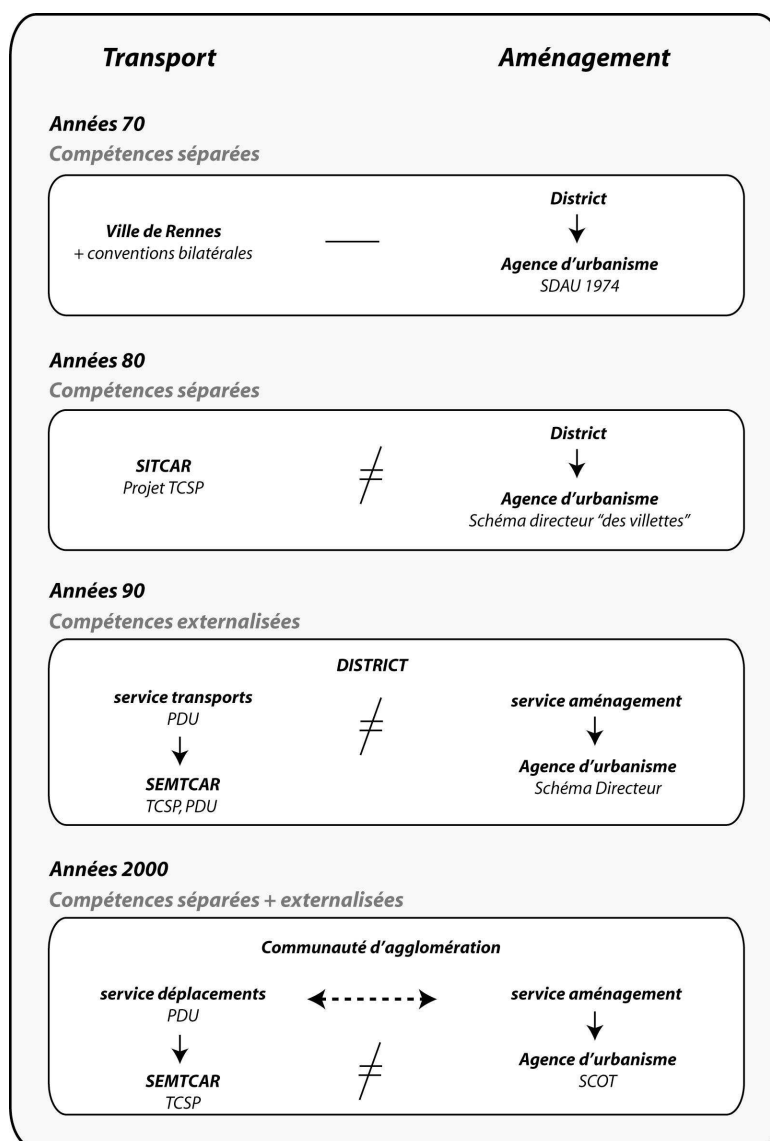 Transport
Aménagement
Années 70
Compétences séparées
Ville de Rennes
+ conventions bilatérales
District
Agence d'urbanisme
SDAU 1974
Années 80
Compétences séparées
SITCAR
Projet TCSP
District
Agence d'urbanisme
Schéma directeur "des villettes"
Années 90
Compétences externalisées
DISTRICT
service transports
PDU
SEMTCAR
TCSP, PDU
service aménagement
Agence d'urbanisme
Schéma Directeur
Années 2000
Compétences séparées + externalisées
Communauté d'agglomération
service déplacements
PDU
SEMTCAR
TCSP
service aménagement
Agence d'urbanisme
SCOT